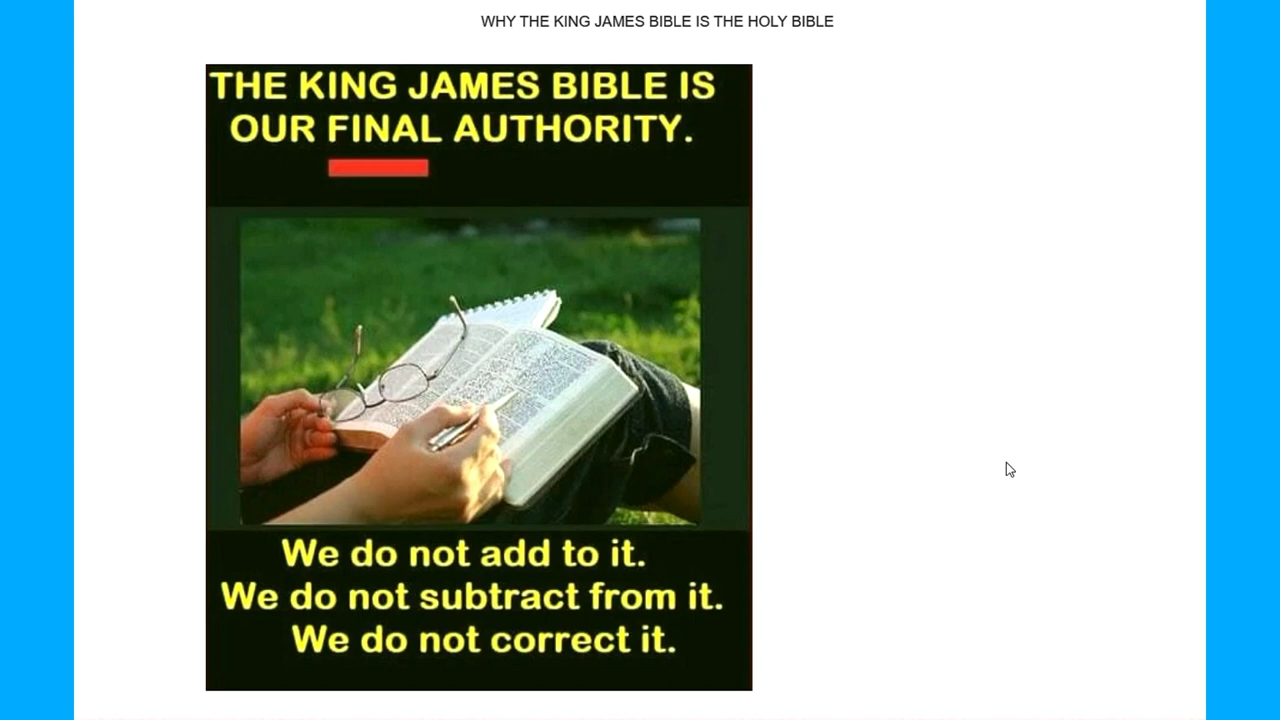 WHY THE KING JAMES BIBLE IS THE HOLY BIBLE
THE KING JAMES BIBLE IS
OUR FINAL AUTHORITY.
We do not add to it.
We do not subtract from it.
We do not correct it.